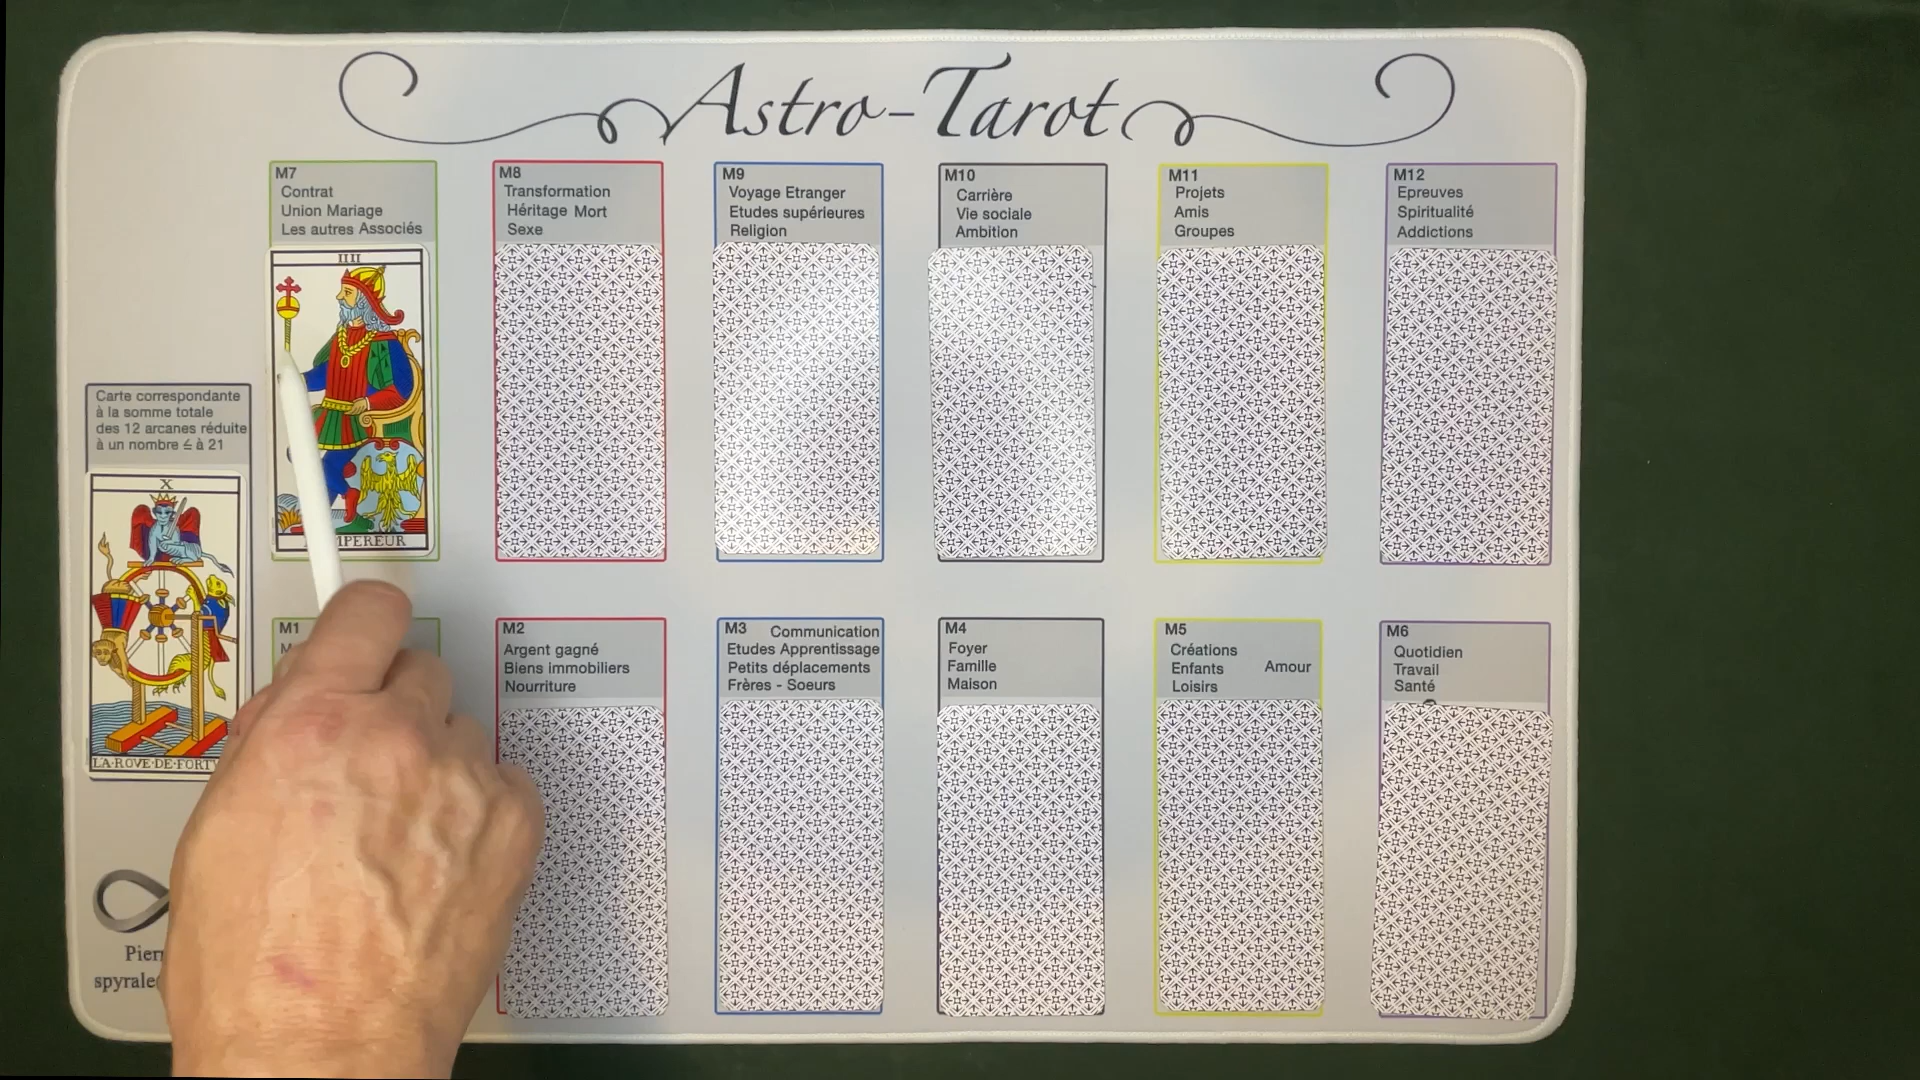 Astro-Tarot
M7
Contrat
Union Mariage
Les autres Associés
M8
Transformation
Héritage Mort
Sexe
M9
Voyage Etranger
Etudes supérieures
Religion
M10
Carrière
Vie sociale
Ambition
M11
Projets
Amis
Groupes
M12
Epreuves
Spiritualité
Addictions
IIII
MPEREUR
Carte correspondante
à la somme totale
des 12 arcanes réduite
à un nombre ≤ à 21
X
LA·ROVE·DE·FORT
M1
M2
Argent gagné
Biens immobiliers
Nourriture
M3 Communication
Etudes Apprentissage
Petits déplacements
Frères - Soeurs
M4
Foyer
Famille
Maison
M5
Créations
Enfants Amour
Loisirs
M6
Quotidien
Travail
Santé
Pier
spyrale